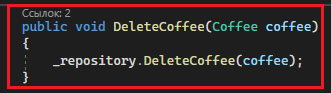 Ссылок: 2
public void DeleteCoffee(Coffee coffee)
{
    _repository.DeleteCoffee(coffee);
}